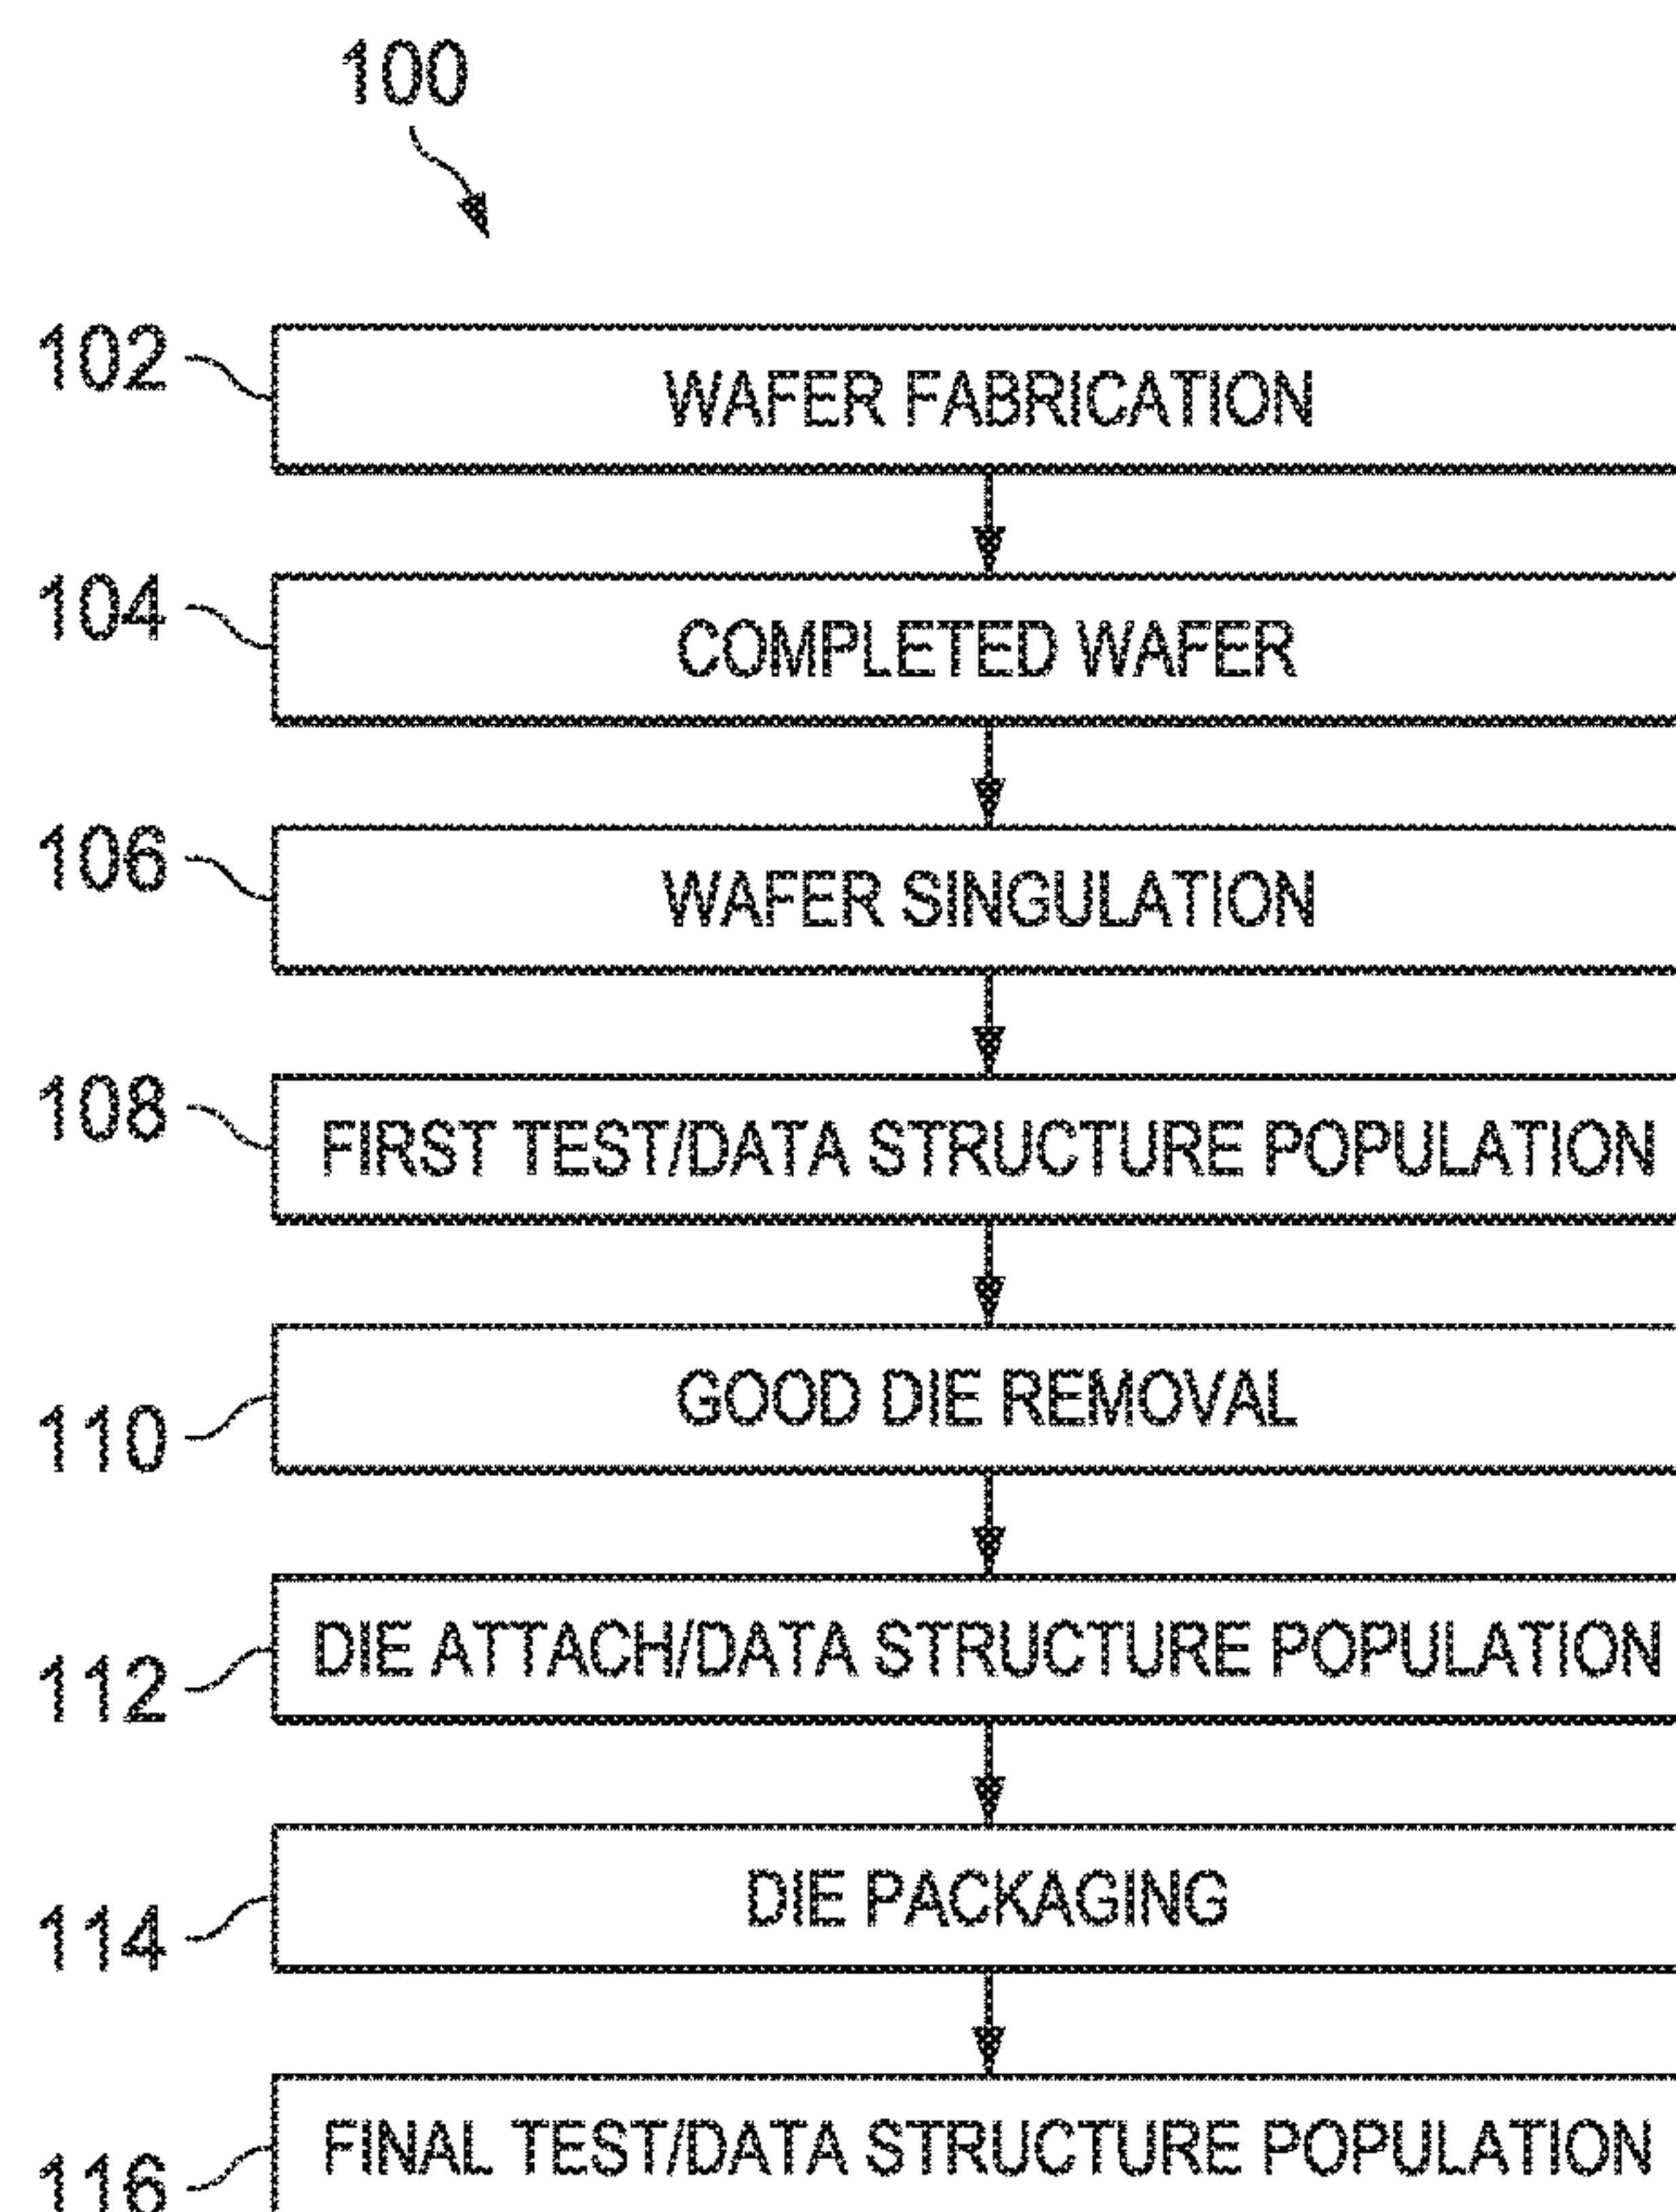 100
102
WAFER FABRICATION
104
COMPLETED WAFER
106
WAFER SINGULATION
108
FIRST TEST/DATA STRUCTURE POPULATION
110
GOOD DIE REMOVAL
112
DIE ATTACH/DATA STRUCTURE POPULATION
114
DIE PACKAGING
116
FINAL TEST/DATA STRUCTURE POPULATION